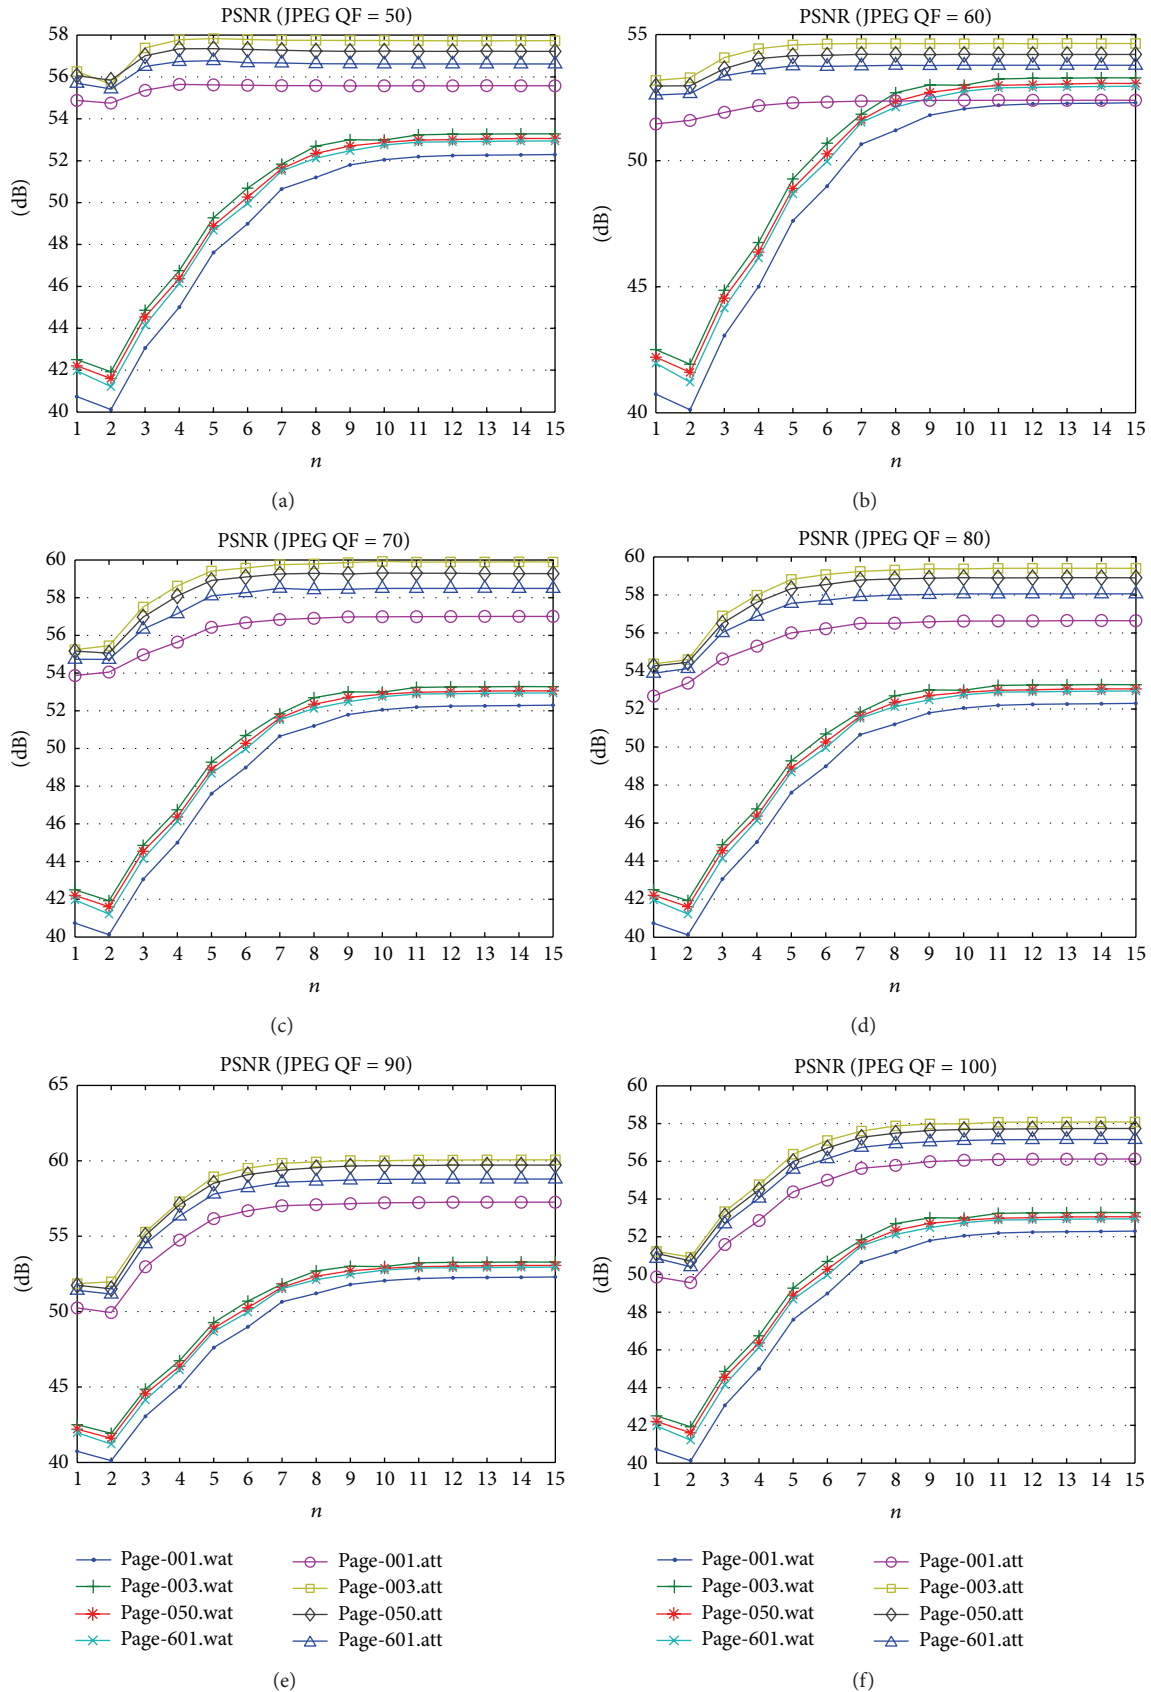 PSNR (JPEG QF = 50)
58
56
54
52
50
48
46
44
42
40
(dB)
1 2 3 4 5 6 7 8 9 10 11 12 13 14 15
n
(a)
PSNR (JPEG QF = 60)
55
50
45
40
(dB)
1 2 3 4 5 6 7 8 9 10 11 12 13 14 15
n
(b)
PSNR (JPEG QF = 70)
60
58
56
54
52
50
48
46
44
42
40
(dB)
1 2 3 4 5 6 7 8 9 10 11 12 13 14 15
n
(c)
PSNR (JPEG QF = 80)
60
58
56
54
52
50
48
46
44
42
40
(dB)
1 2 3 4 5 6 7 8 9 10 11 12 13 14 15
n
(d)
PSNR (JPEG QF = 90)
65
60
55
50
45
40
(dB)
1 2 3 4 5 6 7 8 9 10 11 12 13 14 15
n
Page-001.wat
Page-003.wat
Page-050.wat
Page-601.wat
Page-001.att
Page-003.att
Page-050.att
Page-601.att
(e)
PSNR (JPEG QF = 100)
60
58
56
54
52
50
48
46
44
42
40
(dB)
1 2 3 4 5 6 7 8 9 10 11 12 13 14 15
n
Page-001.wat
Page-003.wat
Page-050.wat
Page-601.wat
Page-001.att
Page-003.att
Page-050.att
Page-601.att
(f)